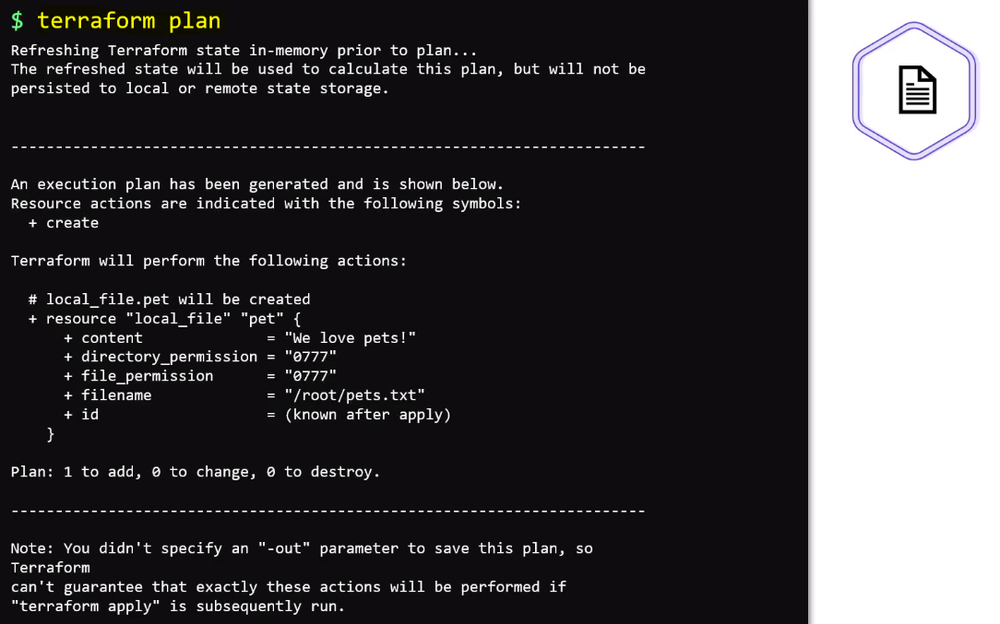 $ terraform plan
Refreshing Terraform state in-memory prior to plan...
The refreshed state will be used to calculate this plan, but will not be
persisted to local or remote state storage.
------------------------------------------------------------------------
An execution plan has been generated and is shown below.
Resource actions are indicated with the following symbols:
  + create
Terraform will perform the following actions:
  # local_file.pet will be created
  + resource "local_file" "pet" {
      + content              = "We love pets!"
      + directory_permission = "0777"
      + file_permission      = "0777"
      + filename             = "/root/pets.txt"
      + id                   = (known after apply)
    }
Plan: 1 to add, 0 to change, 0 to destroy.
------------------------------------------------------------------------
Note: You didn't specify an "-out" parameter to save this plan, so
Terraform
can't guarantee that exactly these actions will be performed if
"terraform apply" is subsequently run.